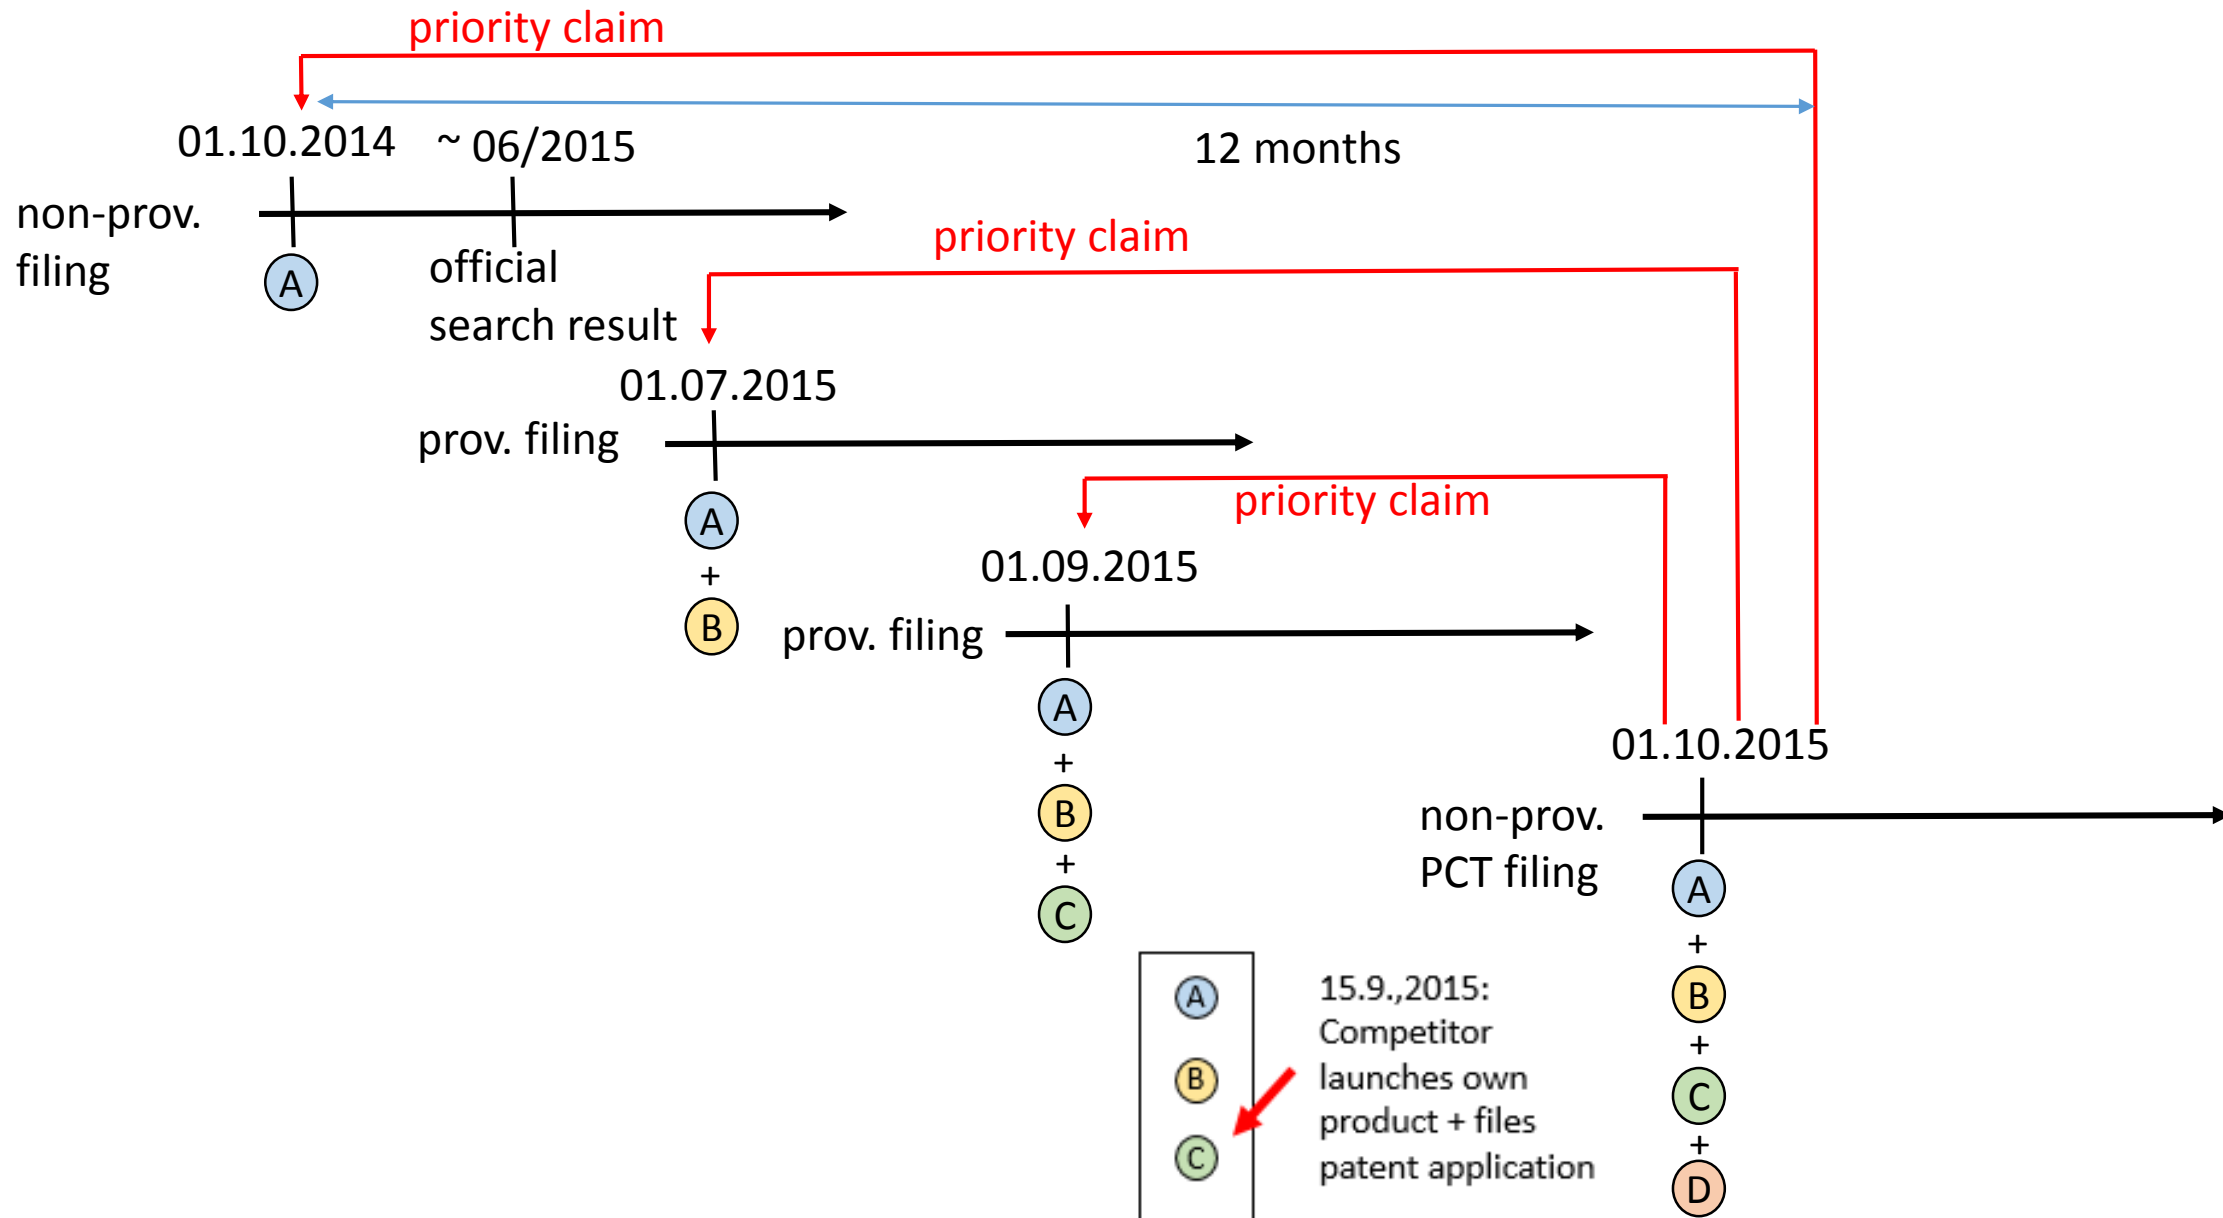 priority claim
01.10.2014
~ 06/2015
12 months
non-prov.
filing
A
official
search result
priority claim
01.07.2015
prov. filing
A
+
B
priority claim
01.09.2015
prov. filing
A
+
B
+
C
01.10.2015
non-prov.
PCT filing
A
+
B
+
C
+
D
A
B
C
15.9.,2015:
Competitor
launches own
product + files
patent application